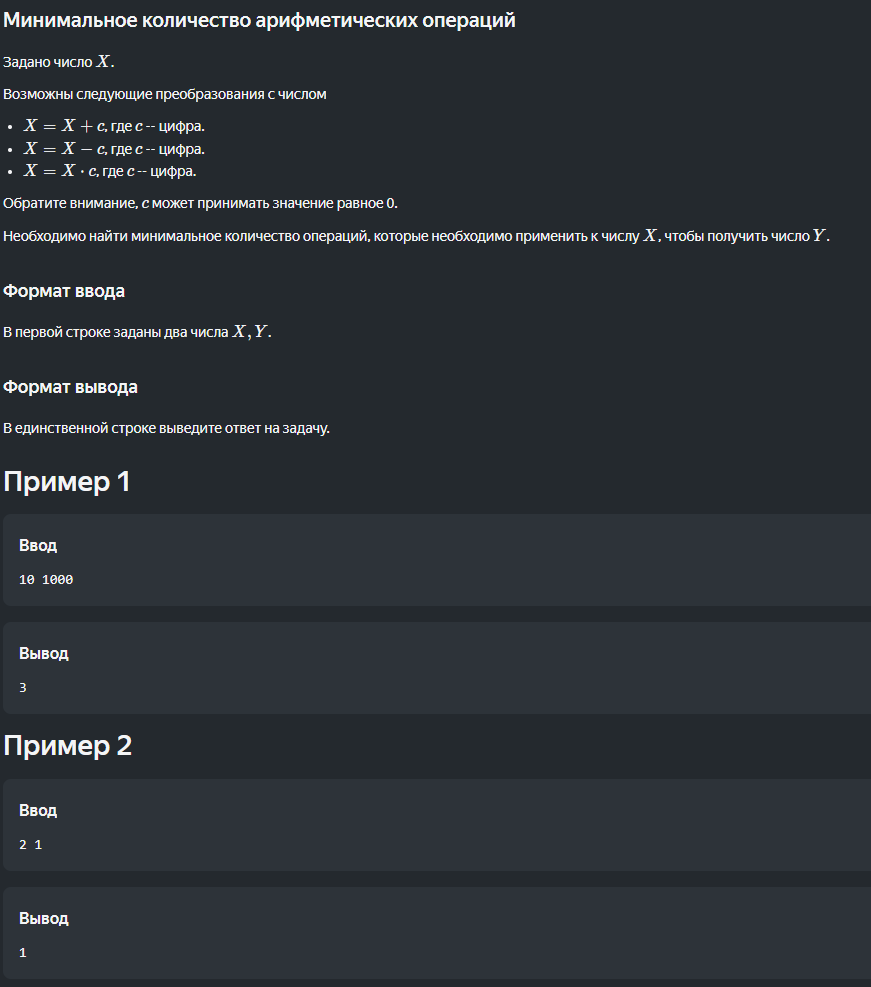 Минимальное количество арифметических операций
Задано число X.
Возможны следующие преобразования с числом
• X = X + c, где c -- цифра.
• X = X − c, где c -- цифра.
• X = X · c, где c -- цифра.
Обратите внимание, c может принимать значение равное 0.
Необходимо найти минимальное количество операций, которые необходимо применить к числу X, чтобы получить число Y.
Формат ввода
В первой строке заданы два числа X, Y.
Формат вывода
В единственной строке выведите ответ на задачу.
Пример 1
Ввод
10 1000
Вывод
3
Пример 2
Ввод
2 1
Вывод
1